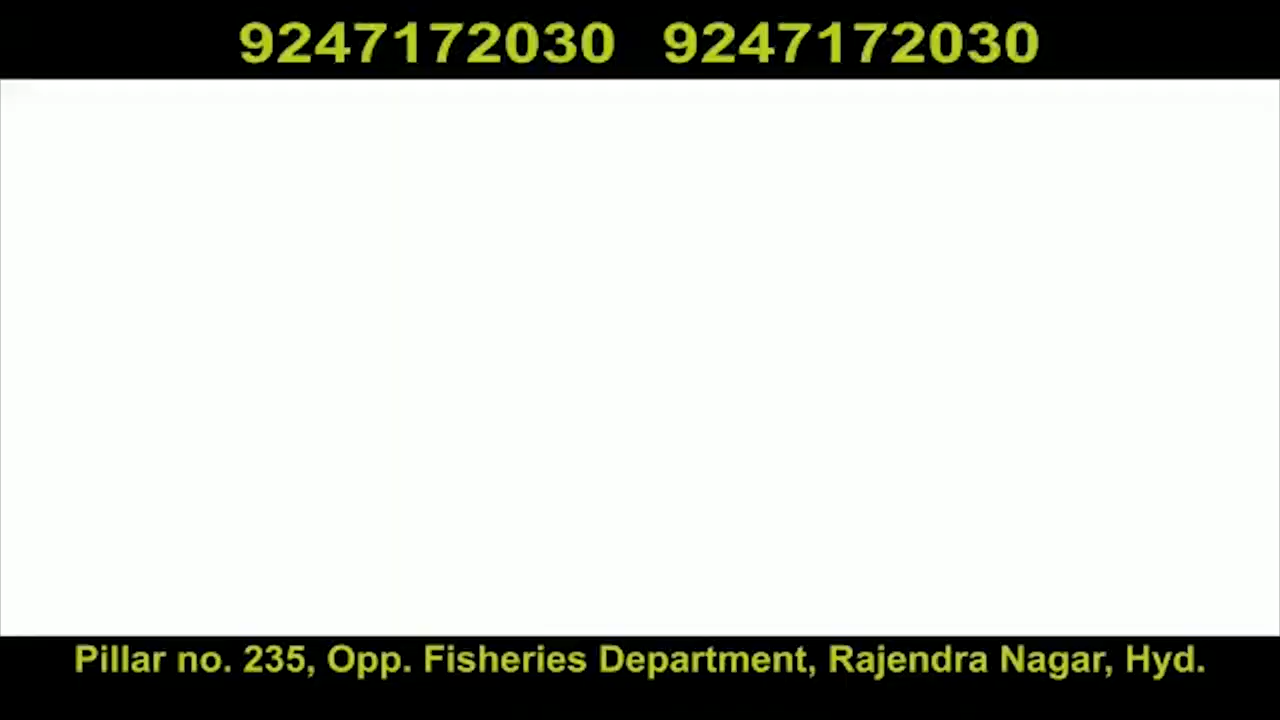 9247172030 9247172030
Pillar no. 235, Opp. Fisheries Department, Rajendra Nagar, Hyd.